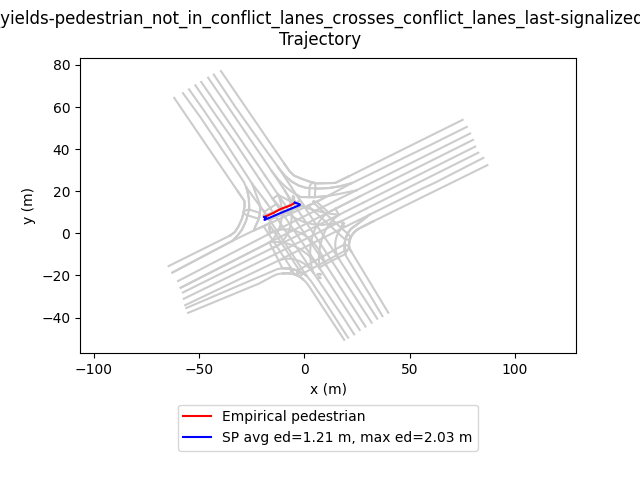 yields-pedestrian_not_in_conflict_lanes_crosses_conflict_lanes_last-signalized
Trajectory
80
60
40
20
0
−20
−40
y (m)
−100
−50
0
50
100
x (m)
Empirical pedestrian
SP avg ed=1.21 m, max ed=2.03 m